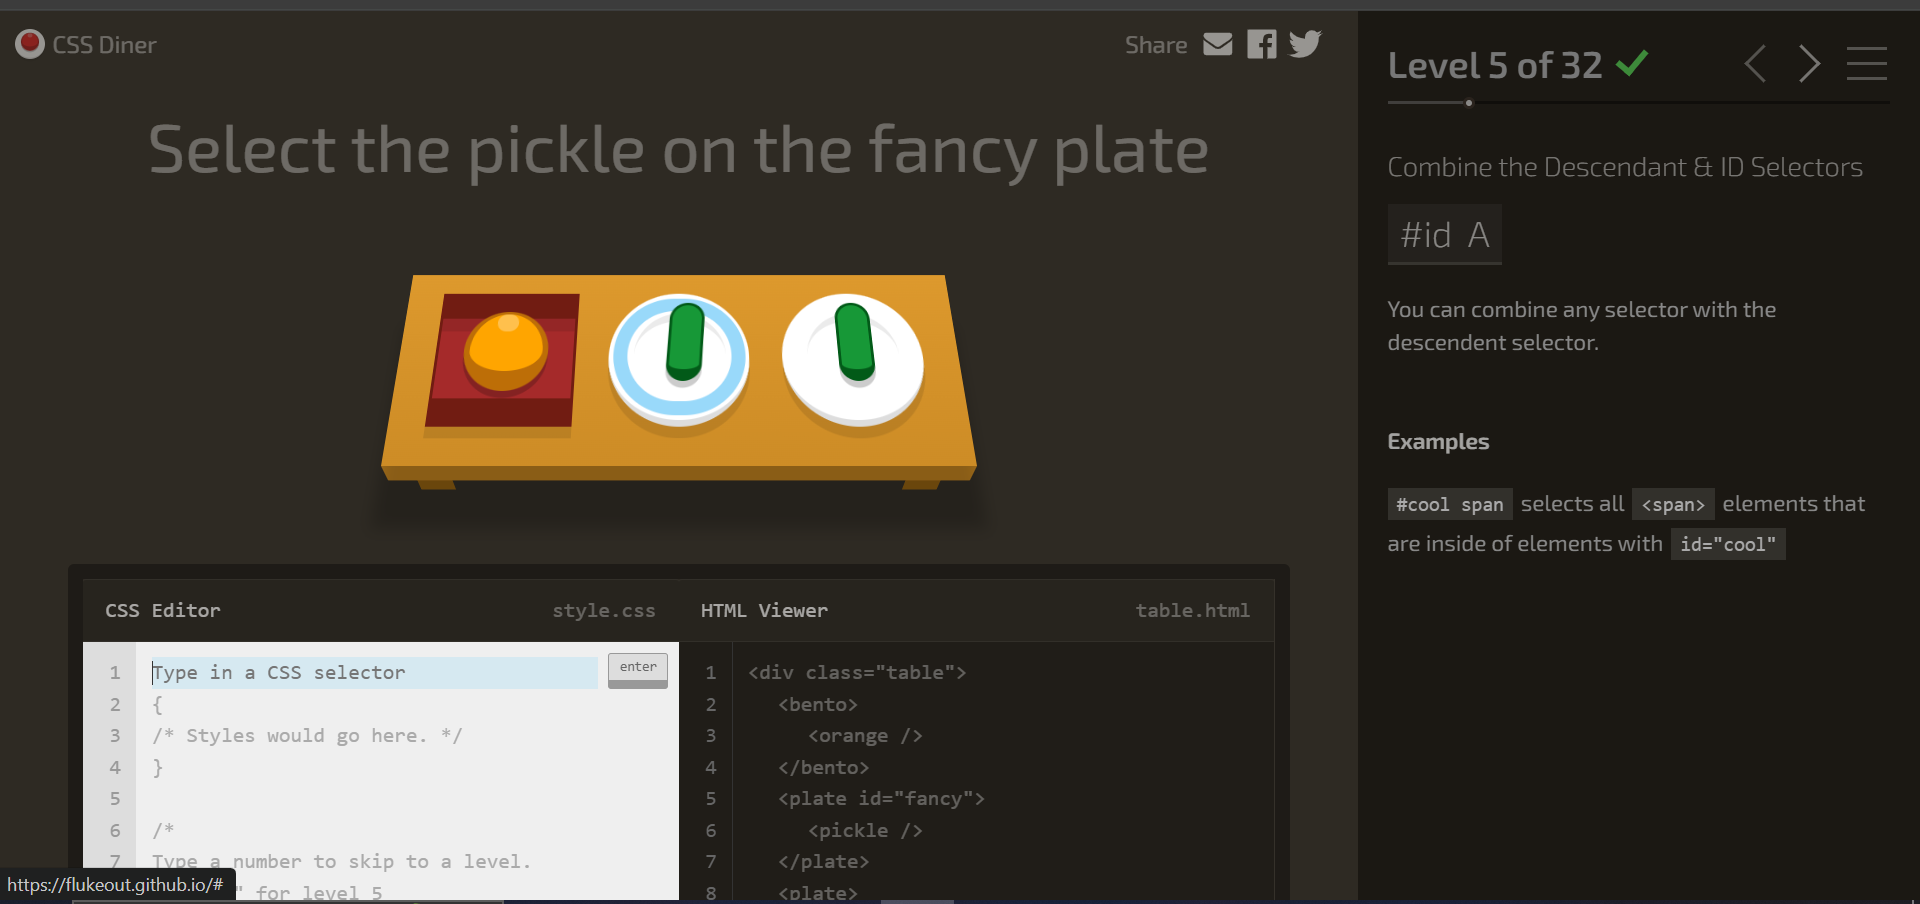 CSS Diner
Share
Select the pickle on the fancy plate
Level 5 of 32
Combine the Descendant & ID Selectors
#id  A
You can combine any selector with the
descendent selector.
Examples
#cool span selects all <span> elements that
are inside of elements with id="cool"
CSS Editor
style.css
1 Type in a CSS selector
enter
2 {
3 /* Styles would go here. */
4 }
5
6 /*
7 Type a number to skip to a level.
" for level 5
HTML Viewer
table.html
1 <div class="table">
2 <bento>
3 <orange />
4 </bento>
5 <plate id="fancy">
6 <pickle />
7 </plate>
8 <plate>
https://flukeout.github.io/#